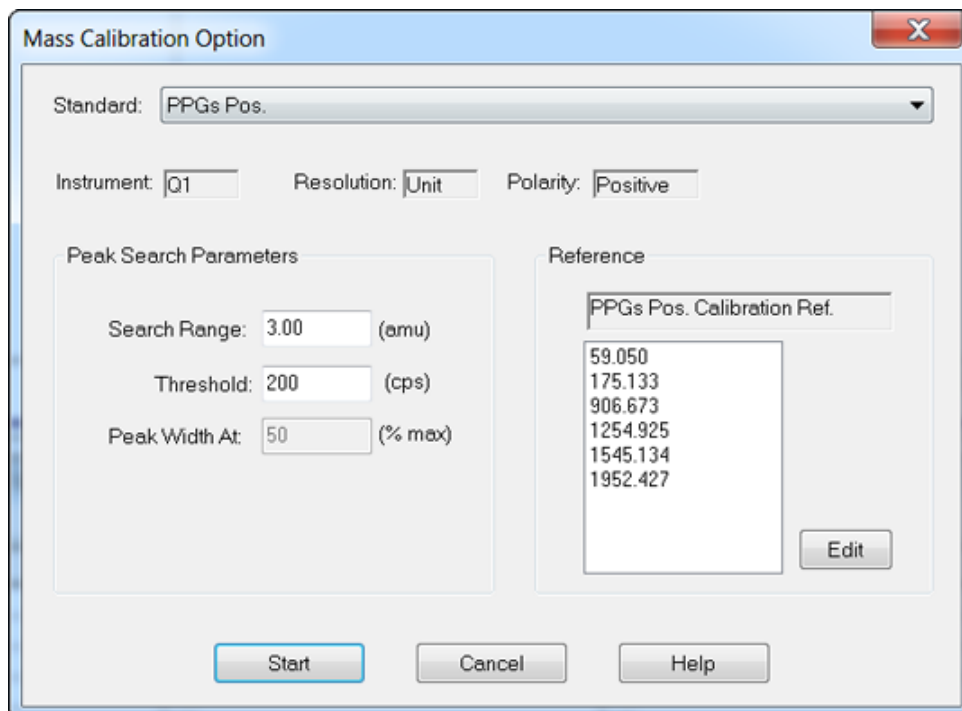 Mass Calibration Option
Standard: PPGs Pos.
Instrument: Q1 Resolution: Unit Polarity: Positive
Peak Search Parameters
Search Range: 3.00 (amu)
Threshold: 200 (cps)
Peak Width At: 50 (% max)
Reference
PPGs Pos. Calibration Ref.
59.050
175.133
906.673
1254.925
1545.134
1952.427
Edit
Start Cancel Help